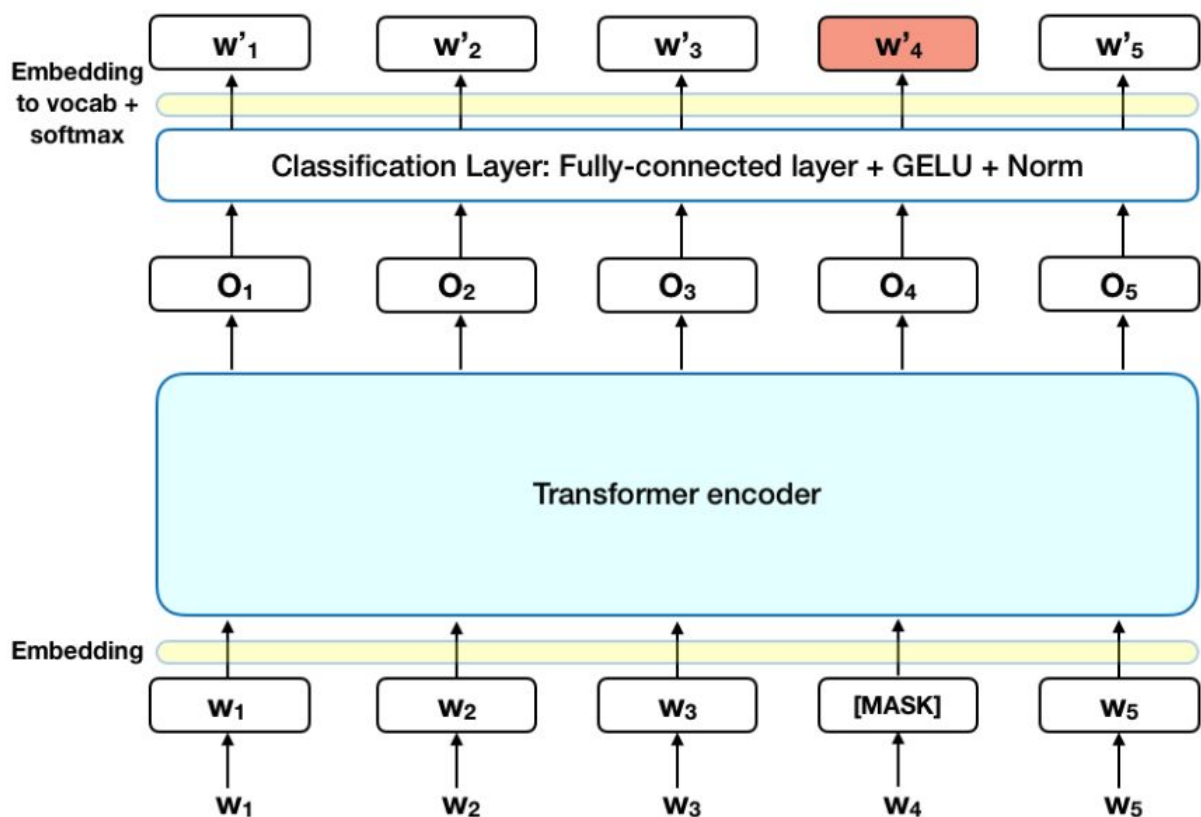 w’₁ w’₂ w’₃ w’₄ w’₅
Embedding
to vocab +
softmax
Classification Layer: Fully-connected layer + GELU + Norm
O₁ O₂ O₃ O₄ O₅
Transformer encoder
Embedding
W₁ W₂ W₃ [MASK] W₅
W₁ W₂ W₃ W₄ W₅